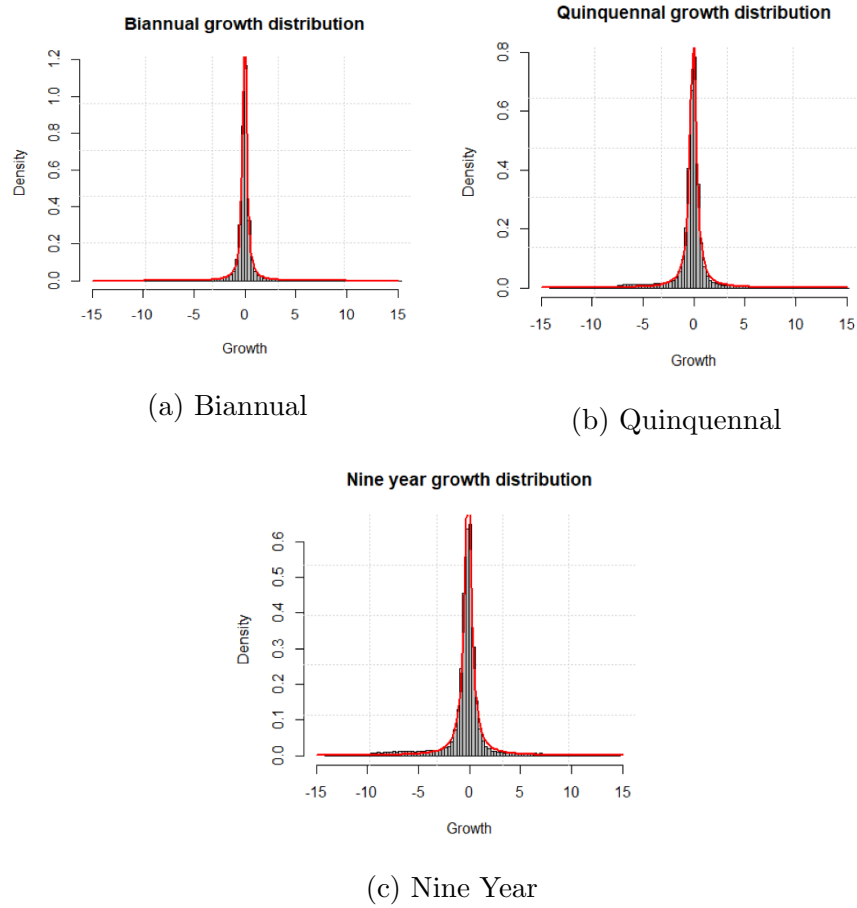 Biannual growth distribution
Density
0.0 0.2 0.4 0.6 0.8 1.0 1.2
-15 -10 -5 0 5 10 15
Growth
(a) Biannual
Quinquennal growth distribution
Density
0.0 0.2 0.4 0.6 0.8
-15 -10 -5 0 5 10 15
Growth
(b) Quinquennal
Nine year growth distribution
Density
0.0 0.1 0.2 0.3 0.4 0.5 0.6
-15 -10 -5 0 5 10 15
Growth
(c) Nine Year